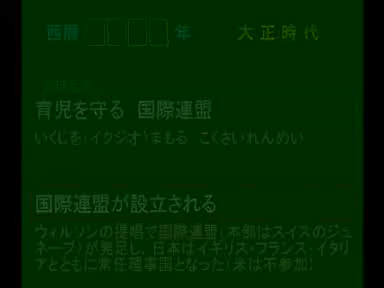 西暦□□□□年 大正時代
育児を守る 国際連盟
いくじを(イクジオ)まもる こくさいれんめい
国際連盟が設立される
ウィルソンの提唱で国際連盟(本部はスイスのジュ
ネーブ)が発足し、日本はイギリス・フランス・イタリ
アとともに常任理事国となった(米は不参加)